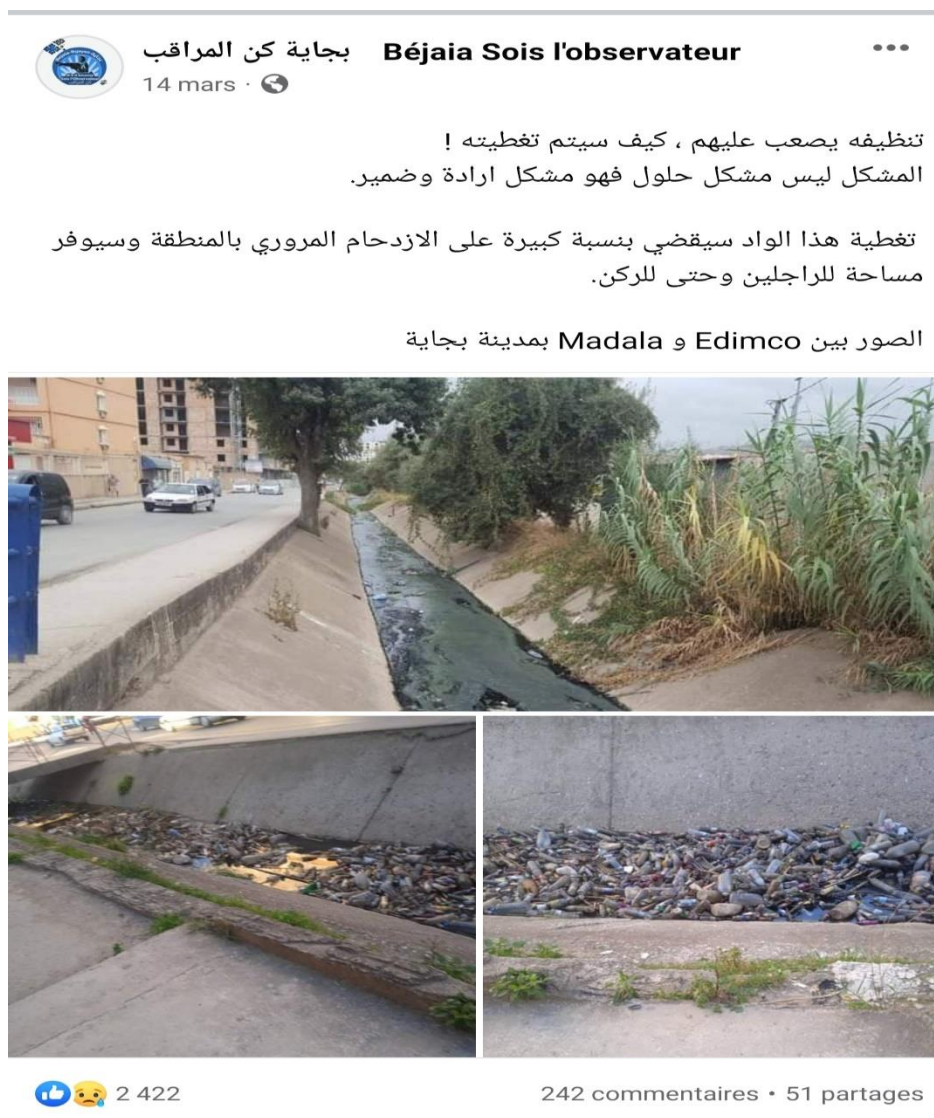 بجاية كن المراقب Béjaia Sois l'observateur
14 mars
تنظيفه يصعب عليهم ، كيف سيتم تغطيته !
المشكل ليس مشكل حلول فهو مشكل ارادة وضمير.
تغطية هذا الواد سيقضي بنسبة كبيرة على الازدحام المروري بالمنطقة وسيوفر
مساحة للراجلين وحتى للركن.
الصور بين Edimco و Madala بمدينة بجاية
2 422
242 commentaires • 51 partages